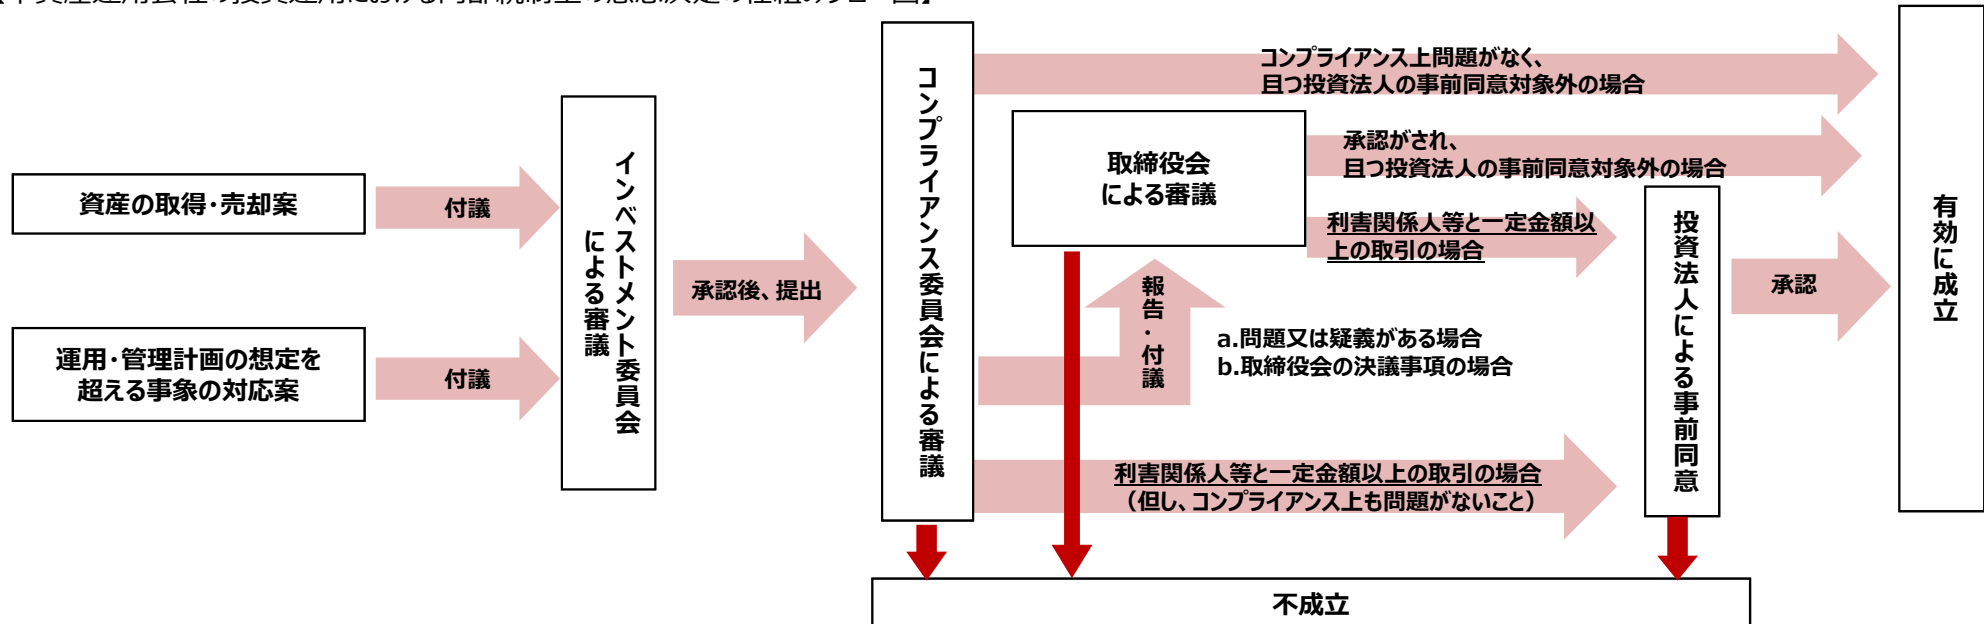 資産の取得・売却案
運用・管理計画の想定を
超える事象の対応案
付議
付議
インベストメント委員会
による審議
承認後、提出
コンプライアンス委員会による審議
コンプライアンス上問題がなく、
且つ投資法人の事前同意対象外の場合
取締役会
による審議
承認がされ、
且つ投資法人の事前同意対象外の場合
利害関係人等と一定金額以
上の取引の場合
報告・付議
a.問題又は疑義がある場合
b.取締役会の決議事項の場合
利害関係人等と一定金額以上の取引の場合
（但し、コンプライアンス上も問題がないこと）
投資法人による事前同意
承認
有効に成立
不成立